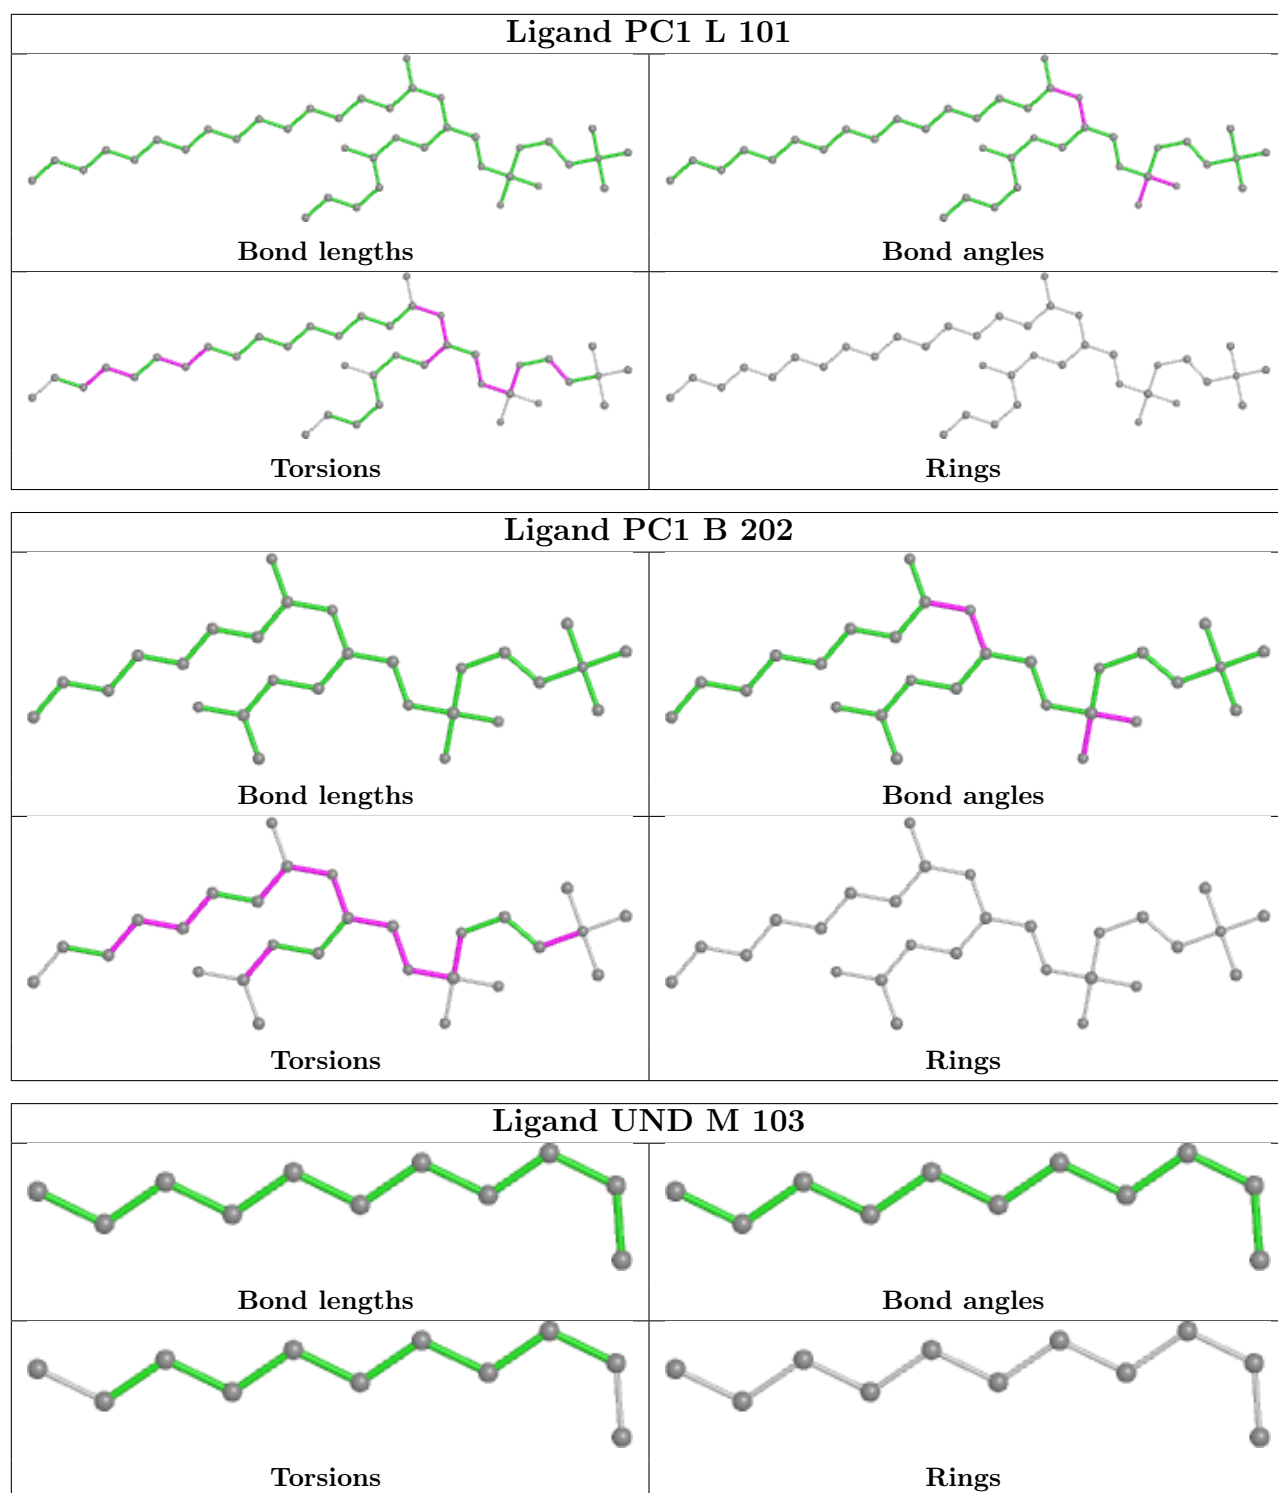 Ligand PC1 L 101
Bond lengths
Bond angles
Torsions
Rings
Ligand PC1 B 202
Bond lengths
Bond angles
Torsions
Rings
Ligand UND M 103
Bond lengths
Bond angles
Torsions
Rings